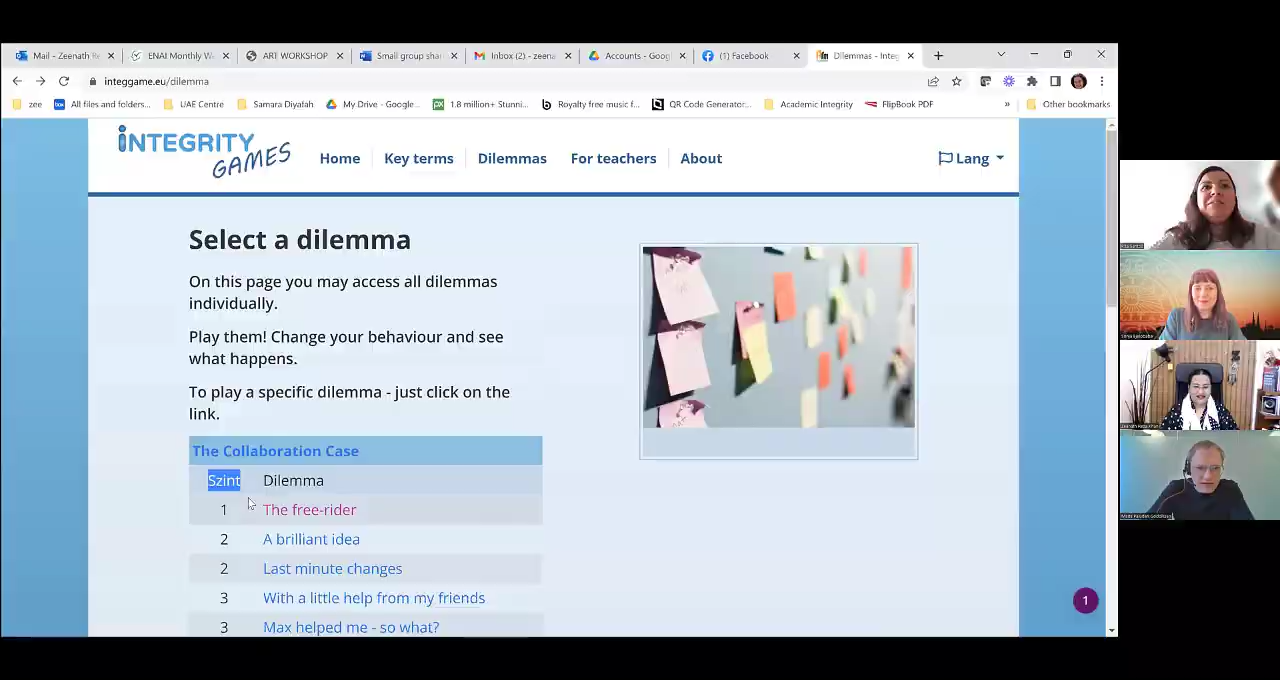 Mail - Zeenath Re
ENAI Monthly W
ART WORKSHOP
Small group sha
Inbox (2) - zeena
Accounts - Goog
(1) Facebook
Dilemmas - Integ
integgame.eu/dilemma
zee
All files and folders...
UAE Centre
Samara Diyafah
My Drive - Google...
1.8 million+ Stunni...
Royalty free music f...
QR Code Generator...
Academic Integrity
FlipBook PDF
»
Other bookmarks
INTEGRITY
GAMES
Home
Key terms
Dilemmas
For teachers
About
Lang
Select a dilemma
On this page you may access all dilemmas
individually.
Play them! Change your behaviour and see
what happens.
To play a specific dilemma - just click on the
link.
The Collaboration Case
Szint Dilemma
1 The free-rider
2 A brilliant idea
2 Last minute changes
3 With a little help from my friends
3 Max helped me - so what?
1